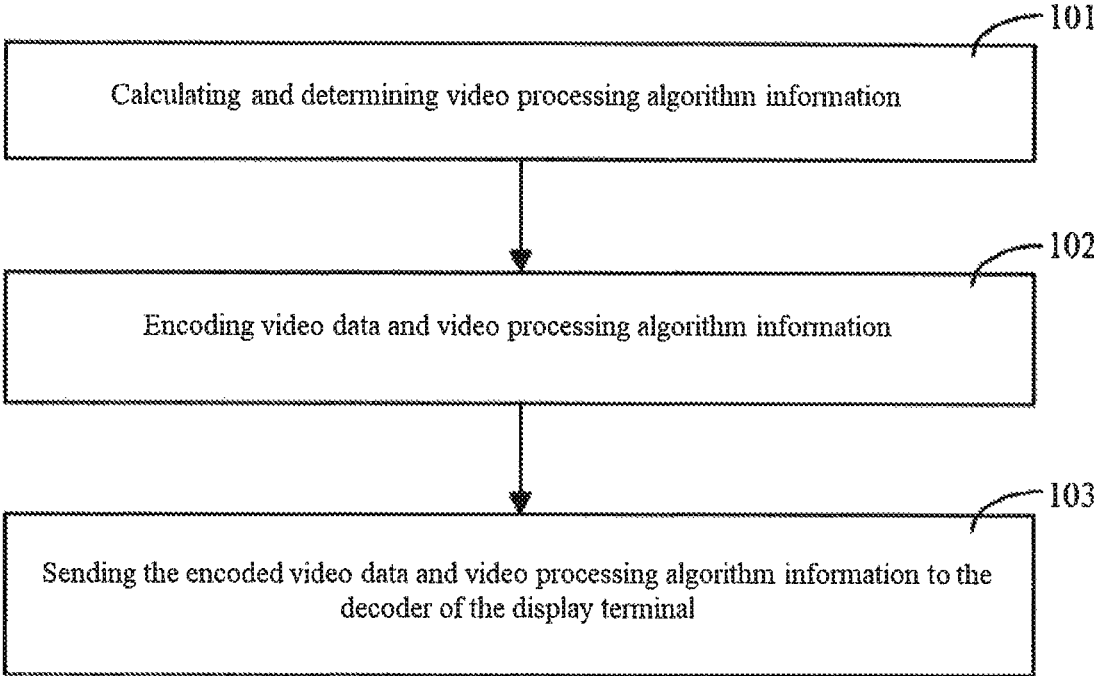 101
Calculating and determining video processing algorithm information
102
Encoding video data and video processing algorithm information
103
Sending the encoded video data and video processing algorithm information to the
decoder of the display terminal